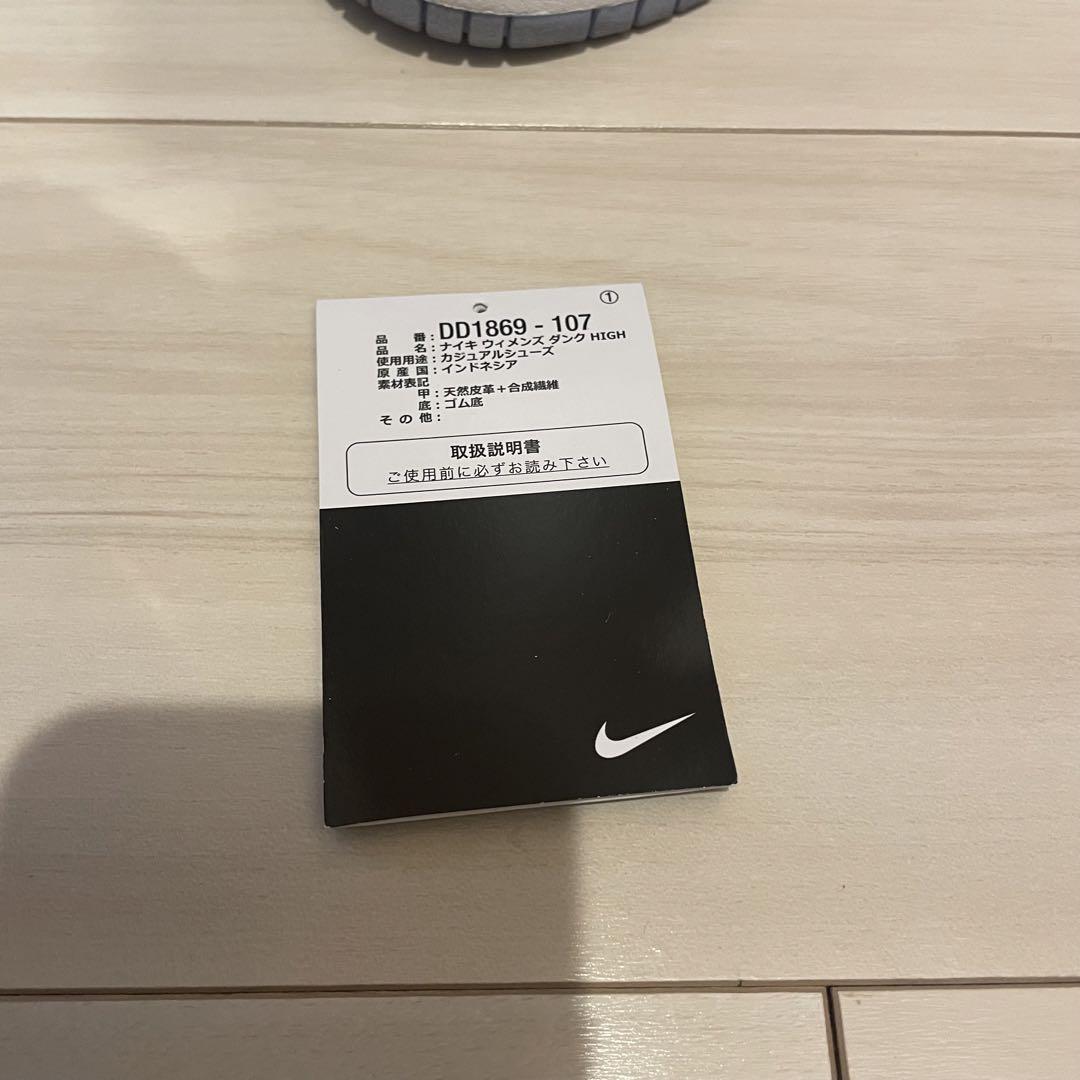 ①
品番：DD1869 - 107
品名：ナイキ ウィメンズ ダンク HIGH
使用用途：カジュアルシューズ
原産国：インドネシア
素材表記
甲：天然皮革＋合成繊維
底：ゴム底
その他：
取扱説明書
ご使用前に必ずお読み下さい